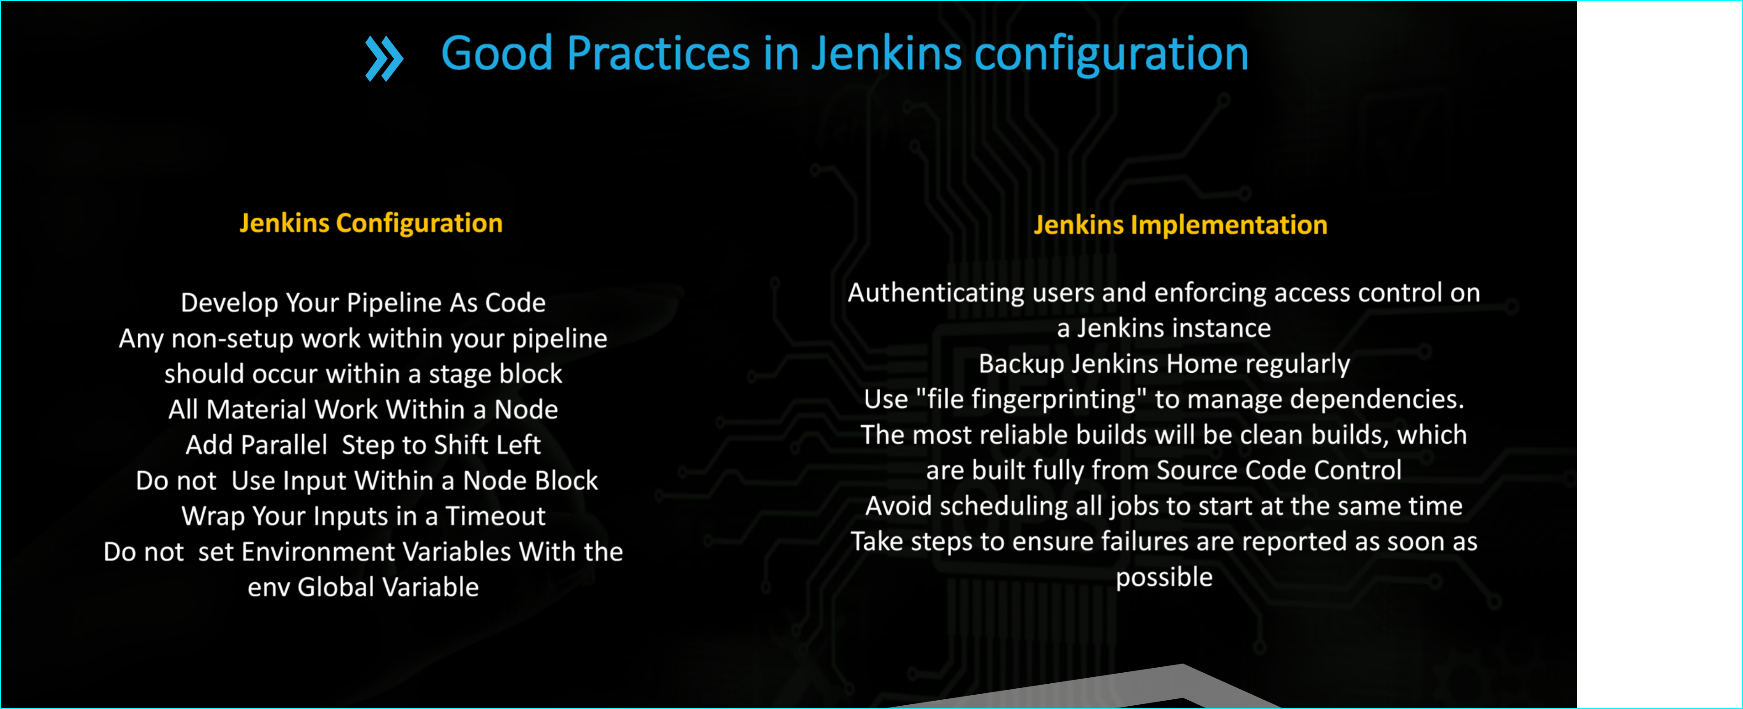 Good Practices in Jenkins configuration
Jenkins Configuration
Develop Your Pipeline As Code
Any non-setup work within your pipeline
should occur within a stage block
All Material Work Within a Node
Add Parallel  Step to Shift Left
Do not  Use Input Within a Node Block
Wrap Your Inputs in a Timeout
Do not  set Environment Variables With the
env Global Variable
Jenkins Implementation
Authenticating users and enforcing access control on
a Jenkins instance
Backup Jenkins Home regularly
Use "file fingerprinting" to manage dependencies.
The most reliable builds will be clean builds, which
are built fully from Source Code Control
Avoid scheduling all jobs to start at the same time
Take steps to ensure failures are reported as soon as
possible